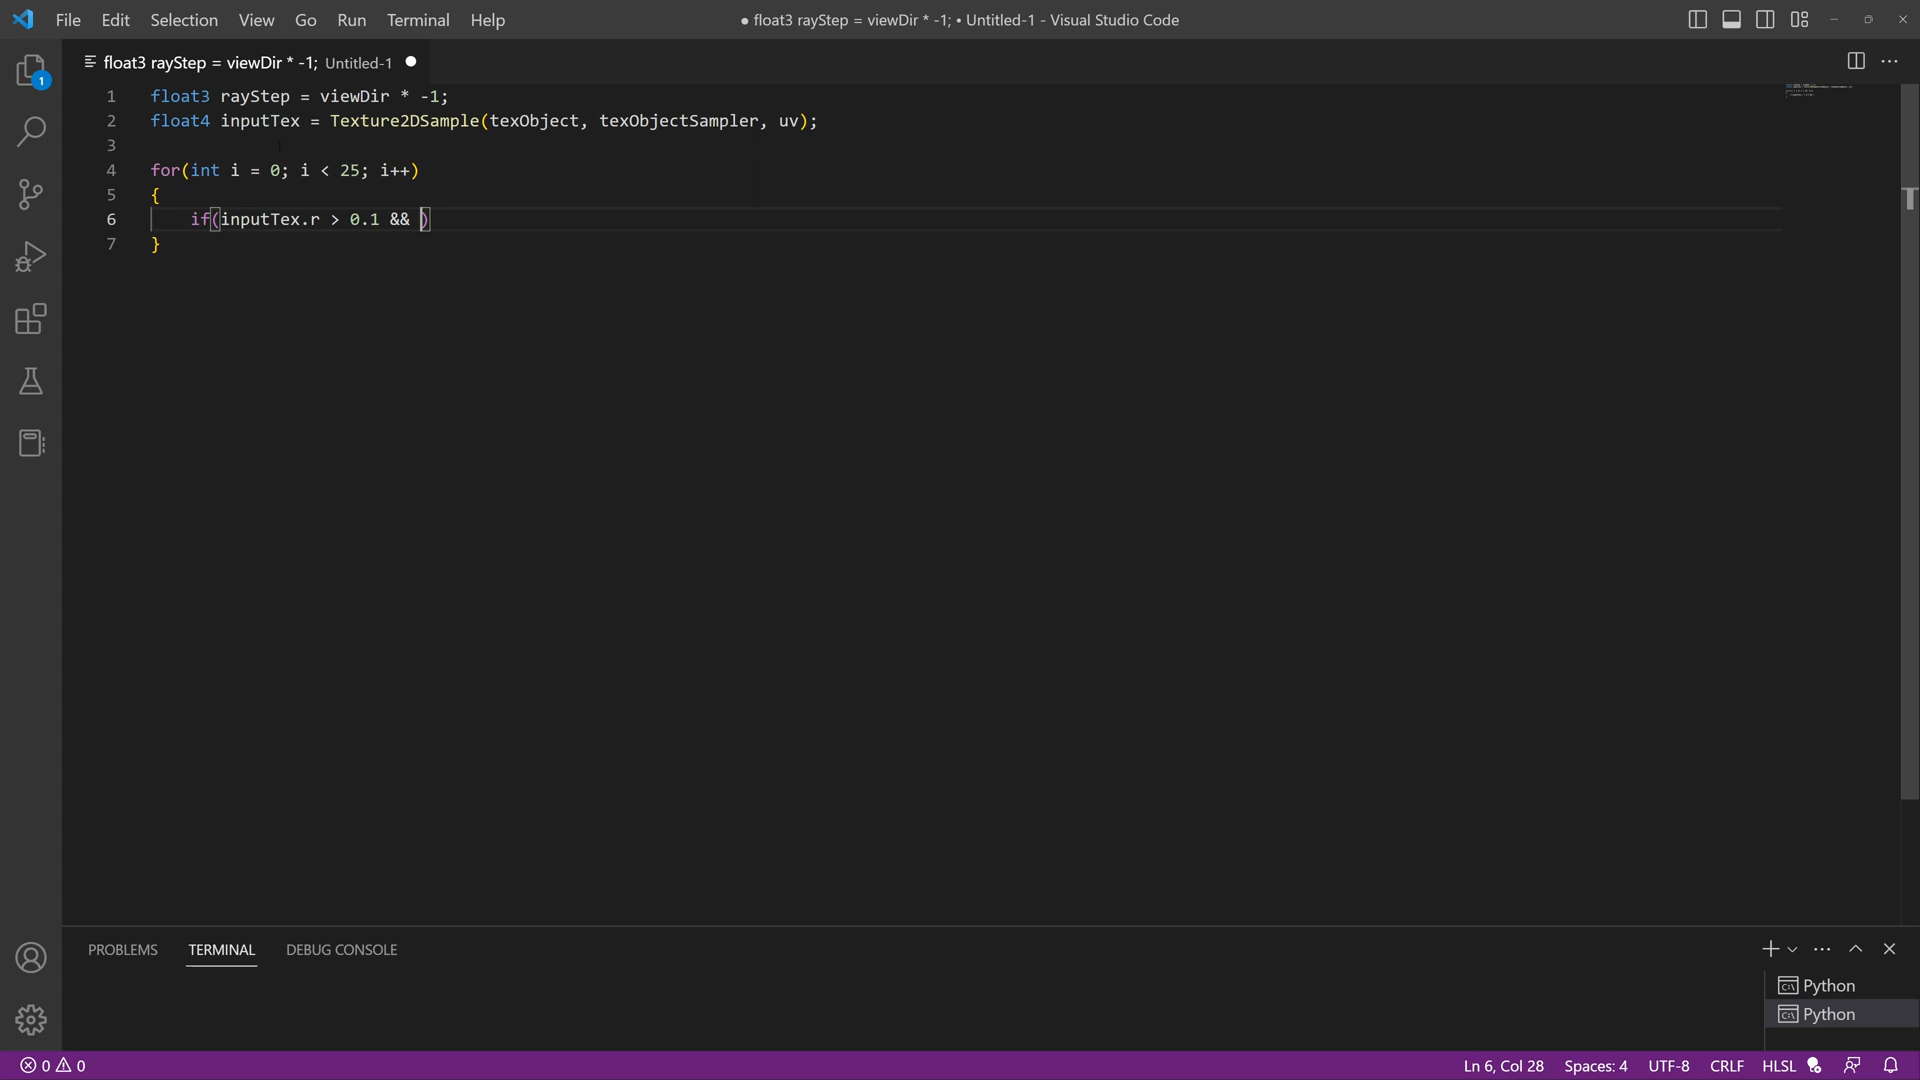 File Edit Selection View Go Run Terminal Help
● float3 rayStep = viewDir * -1; • Untitled-1 - Visual Studio Code
float3 rayStep = viewDir * -1; Untitled-1
1
1 float3 rayStep = viewDir * -1;
2 float4 inputTex = Texture2DSample(texObject, texObjectSampler, uv);
3
4 for(int i = 0; i < 25; i++)
5 {
6 if(inputTex.r > 0.1 && )
7 }
PROBLEMS TERMINAL DEBUG CONSOLE
Python
Python
0 0
Ln 6, Col 28 Spaces: 4 UTF-8 CRLF HLSL